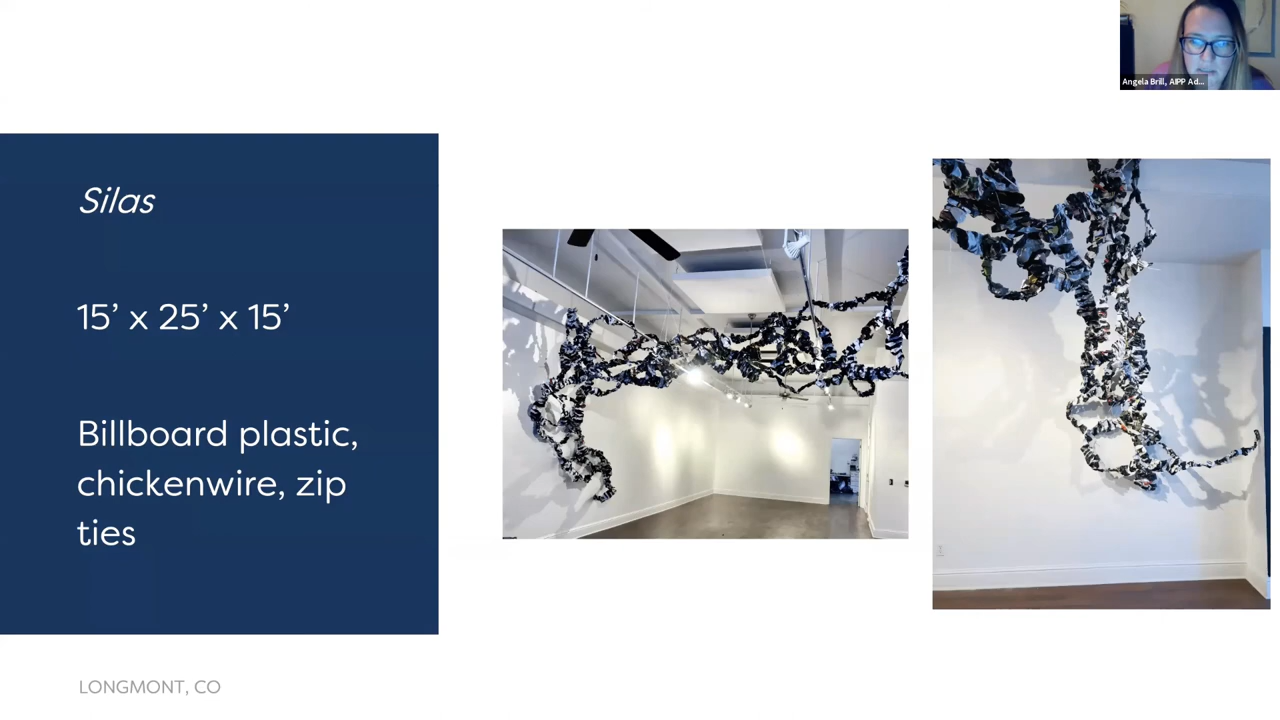 Angela Brill, AIPP Ad...
Silas
15’ x 25’ x 15’
Billboard plastic,
chickenwire, zip
ties
LONGMONT, CO